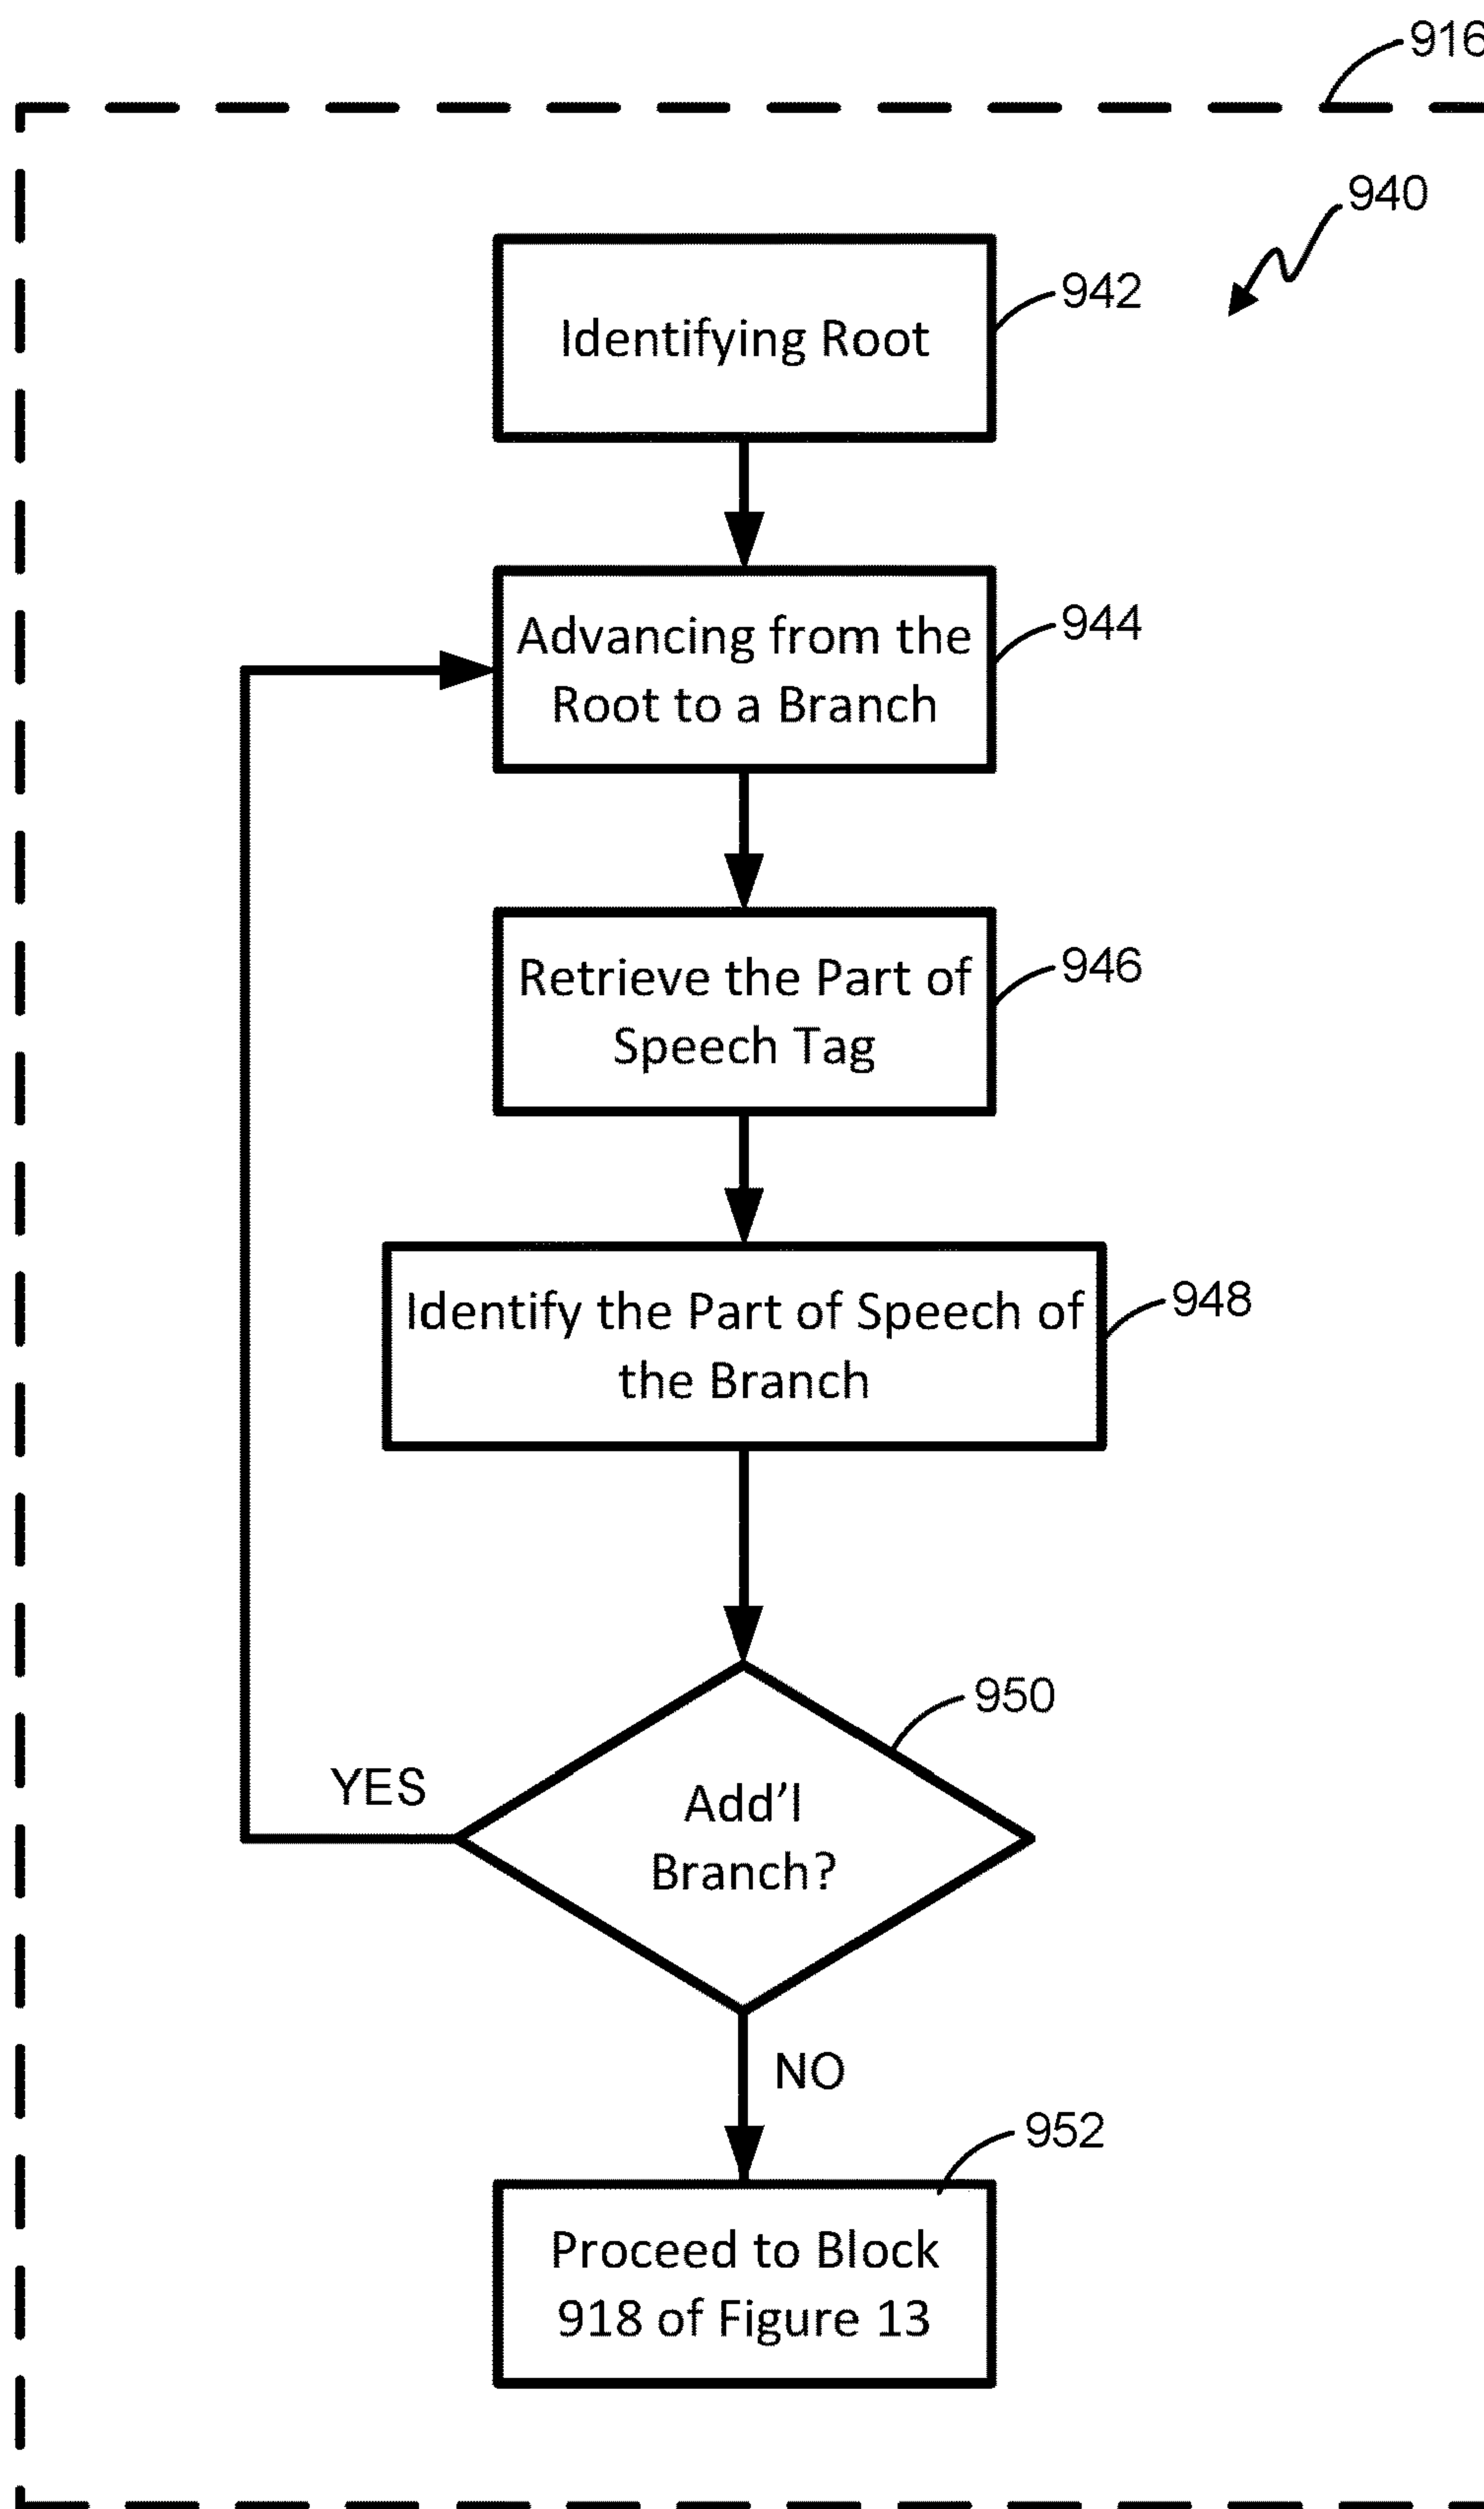 916
940
Identifying Root
942
Advancing from the
Root to a Branch
944
Retrieve the Part of
Speech Tag
946
Identify the Part of Speech of
the Branch
948
950
YES
Add'l
Branch?
NO
952
Proceed to Block
918 of Figure 13